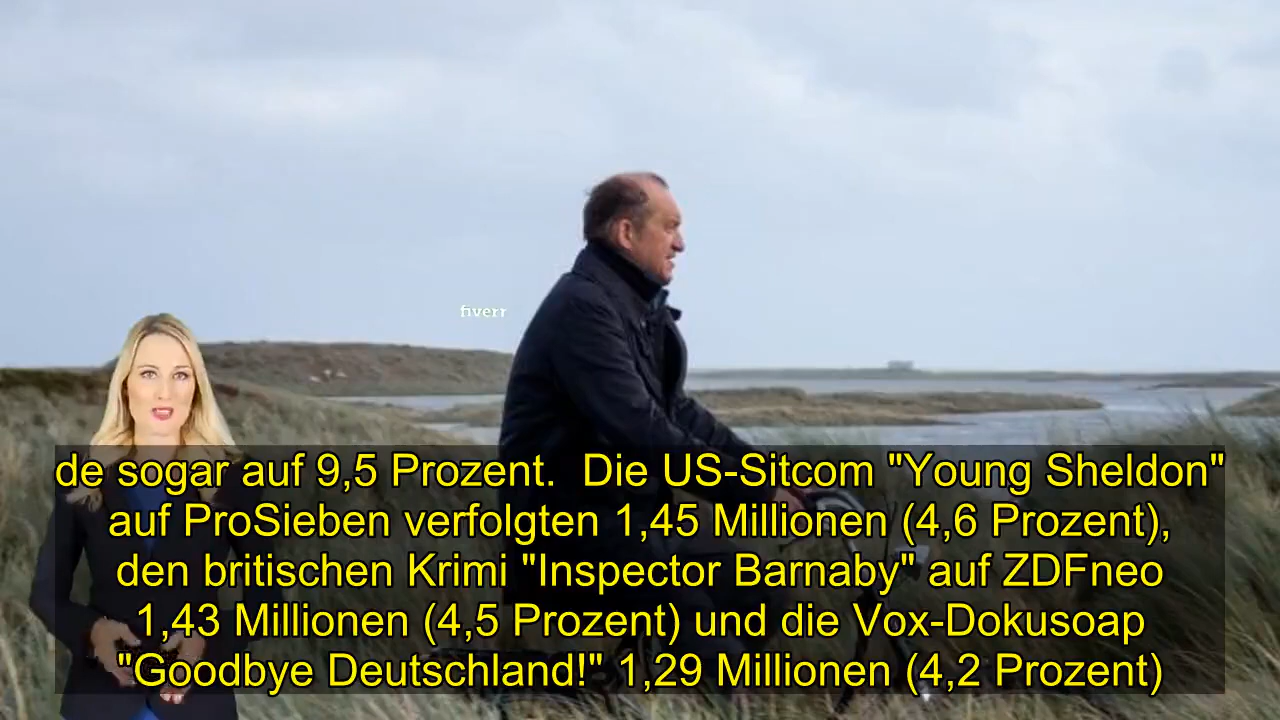 fiverr
de sogar auf 9,5 Prozent.  Die US-Sitcom "Young Sheldon"
auf ProSieben verfolgten 1,45 Millionen (4,6 Prozent),
den britischen Krimi "Inspector Barnaby" auf ZDFneo
1,43 Millionen (4,5 Prozent) und die Vox-Dokusoap
"Goodbye Deutschland!" 1,29 Millionen (4,2 Prozent)